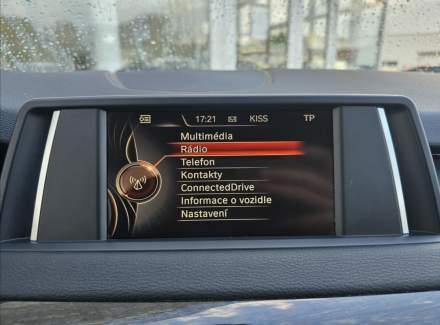 17:21 KISS TP
Multimédia
Rádio
Telefon
Kontakty
ConnectedDrive
Informace o vozidle
Nastavení